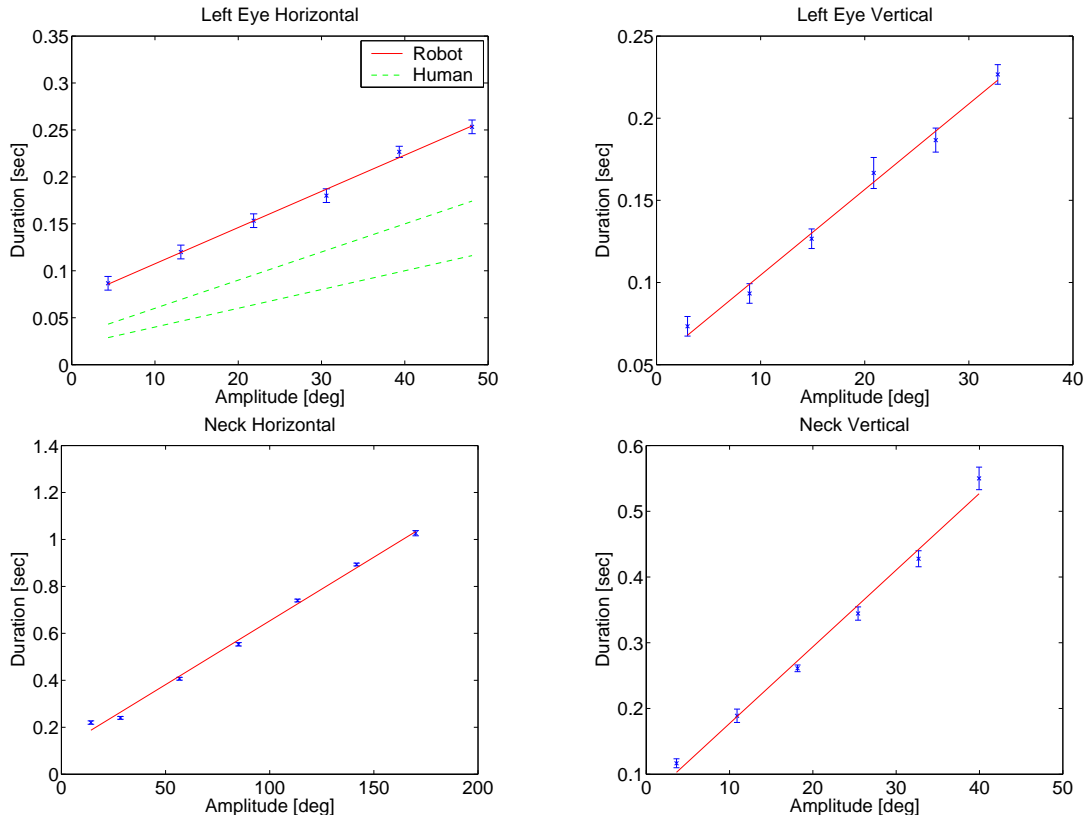 Left Eye Horizontal
0.35
0.3
0.25
0.2
0.15
0.1
0.05
0
Duration [sec]
Robot
Human
0 10 20 30 40 50
Amplitude [deg]
Left Eye Vertical
0.25
0.2
0.15
0.1
0.05
Duration [sec]
0 10 20 30 40
Amplitude [deg]
Neck Horizontal
1.4
1.2
1
0.8
0.6
0.4
0.2
0
Duration [sec]
0 50 100 150 200
Amplitude [deg]
Neck Vertical
0.6
0.5
0.4
0.3
0.2
0.1
Duration [sec]
0 10 20 30 40 50
Amplitude [deg]